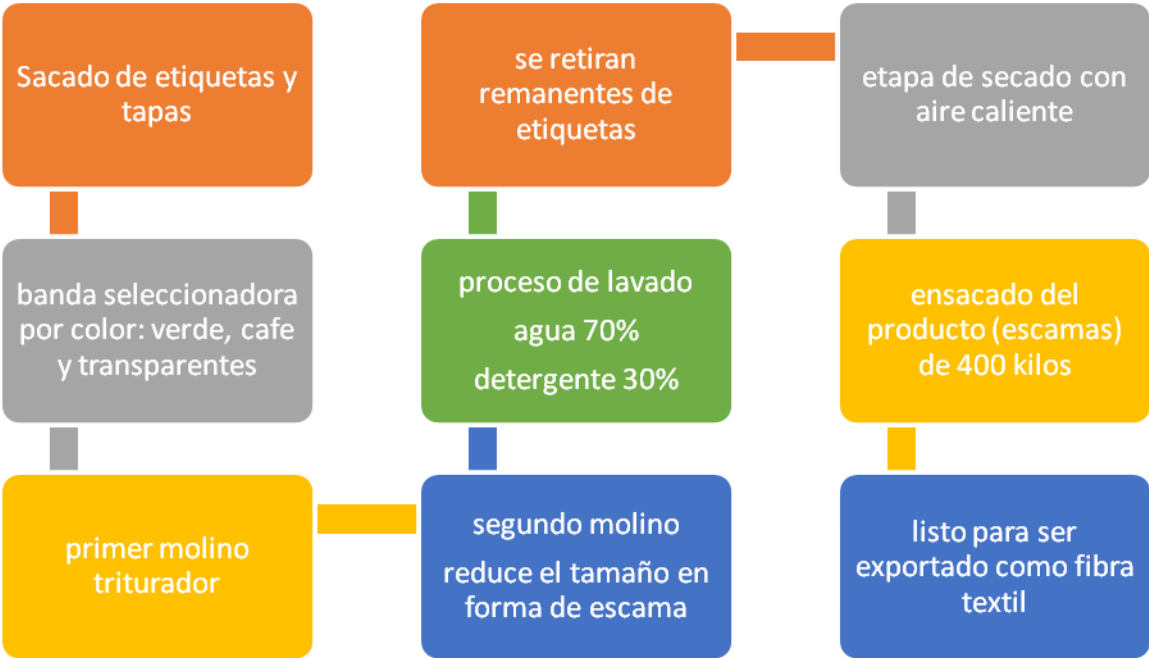 Sacado de etiquetas y
tapas
banda seleccionadora
por color: verde, cafe
y transparentes
primer molino
triturador
segundo molino
reduce el tamaño en
forma de escama
proceso de lavado
agua 70%
detergente 30%
se retiran
remanentes de
etiquetas
etapa de secado con
aire caliente
ensacado del
producto (escamas)
de 400 kilos
listo para ser
exportado como fibra
textil